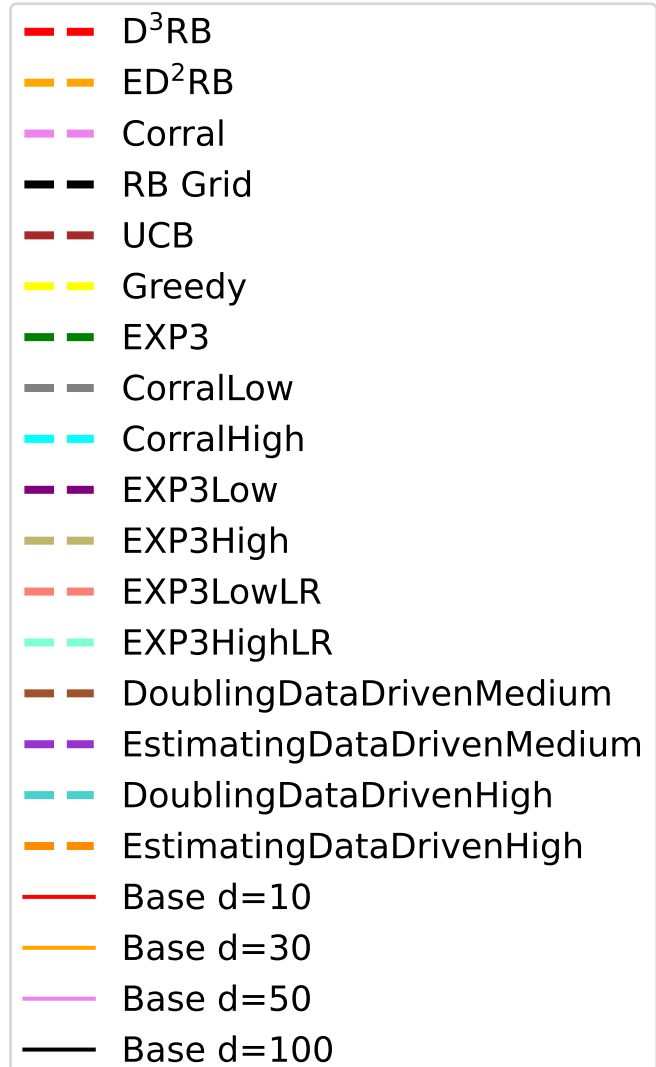 D³RB
ED²RB
Corral
RB Grid
UCB
Greedy
EXP3
CorralLow
CorralHigh
EXP3Low
EXP3High
EXP3LowLR
EXP3HighLR
DoublingDataDrivenMedium
EstimatingDataDrivenMedium
DoublingDataDrivenHigh
EstimatingDataDrivenHigh
Base d=10
Base d=30
Base d=50
Base d=100